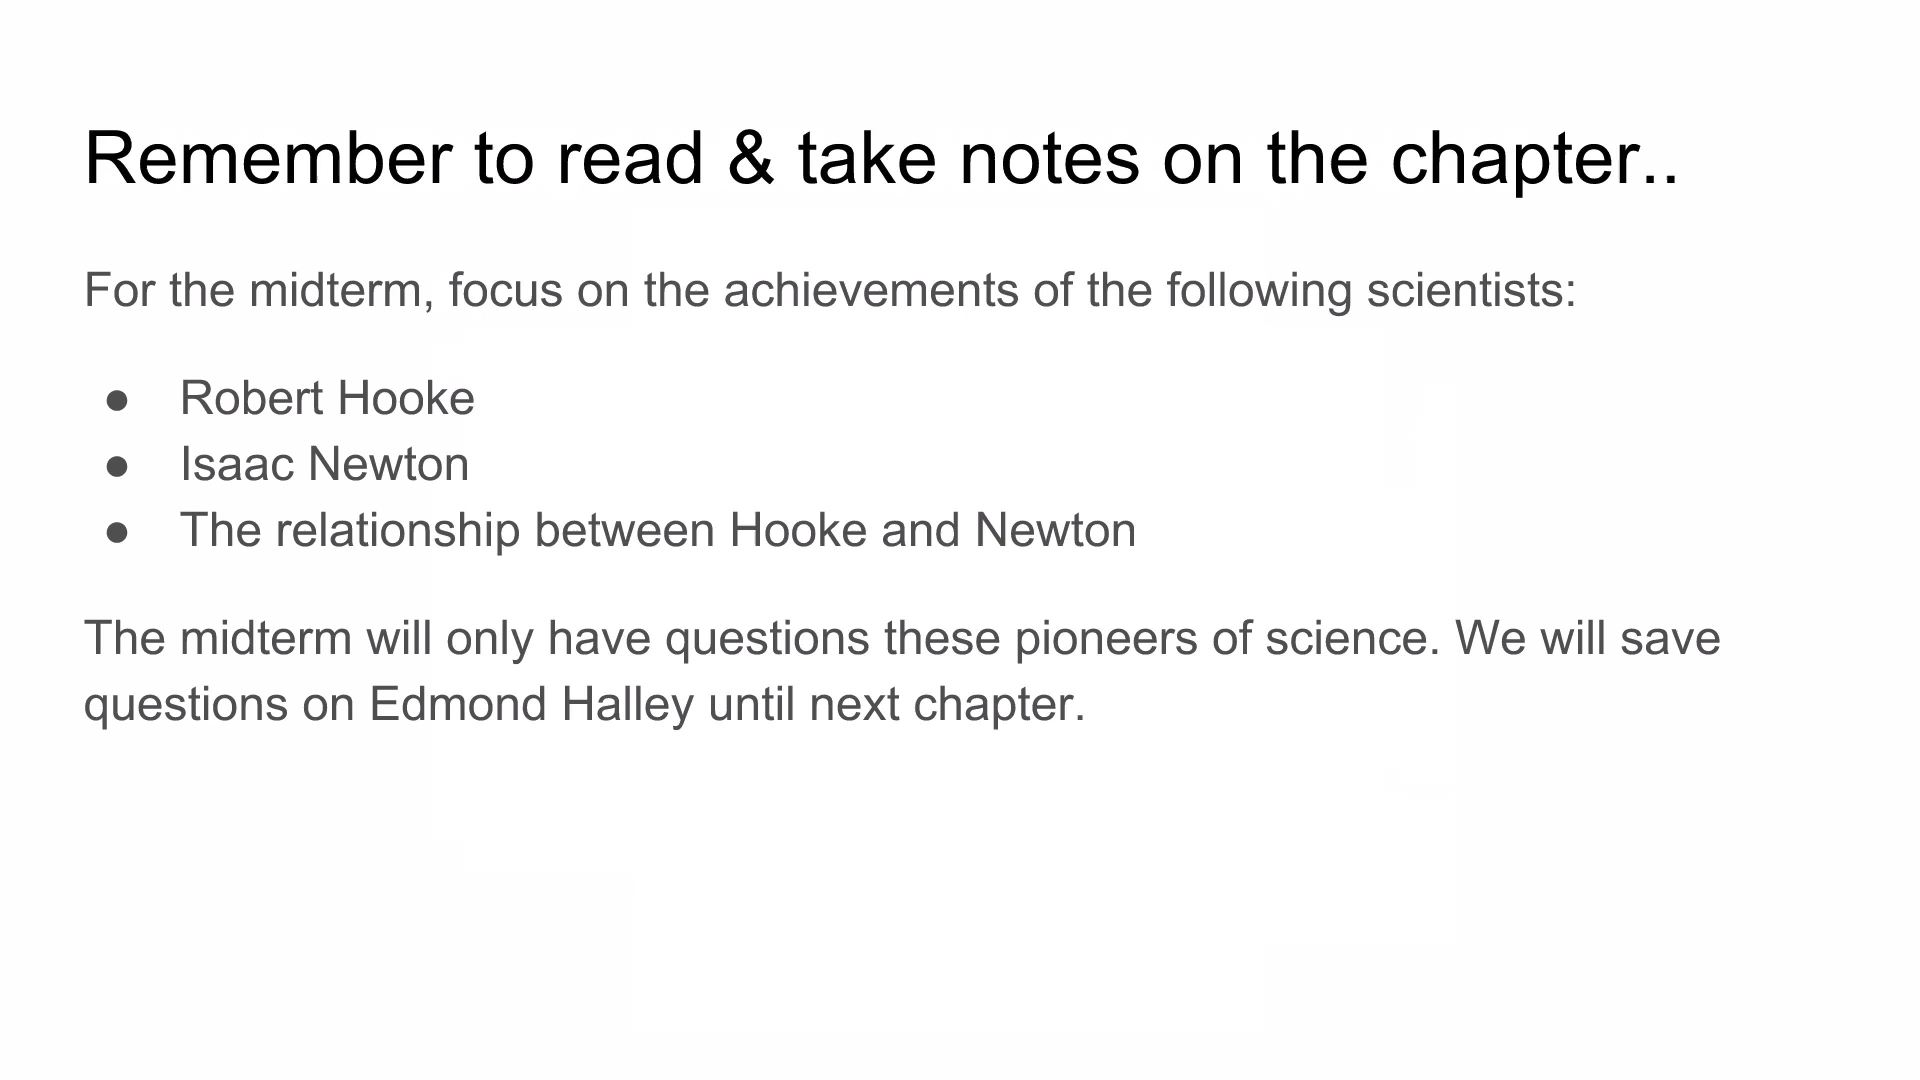 Remember to read & take notes on the chapter..
For the midterm, focus on the achievements of the following scientists:
● Robert Hooke
● Isaac Newton
● The relationship between Hooke and Newton
The midterm will only have questions these pioneers of science. We will save
questions on Edmond Halley until next chapter.